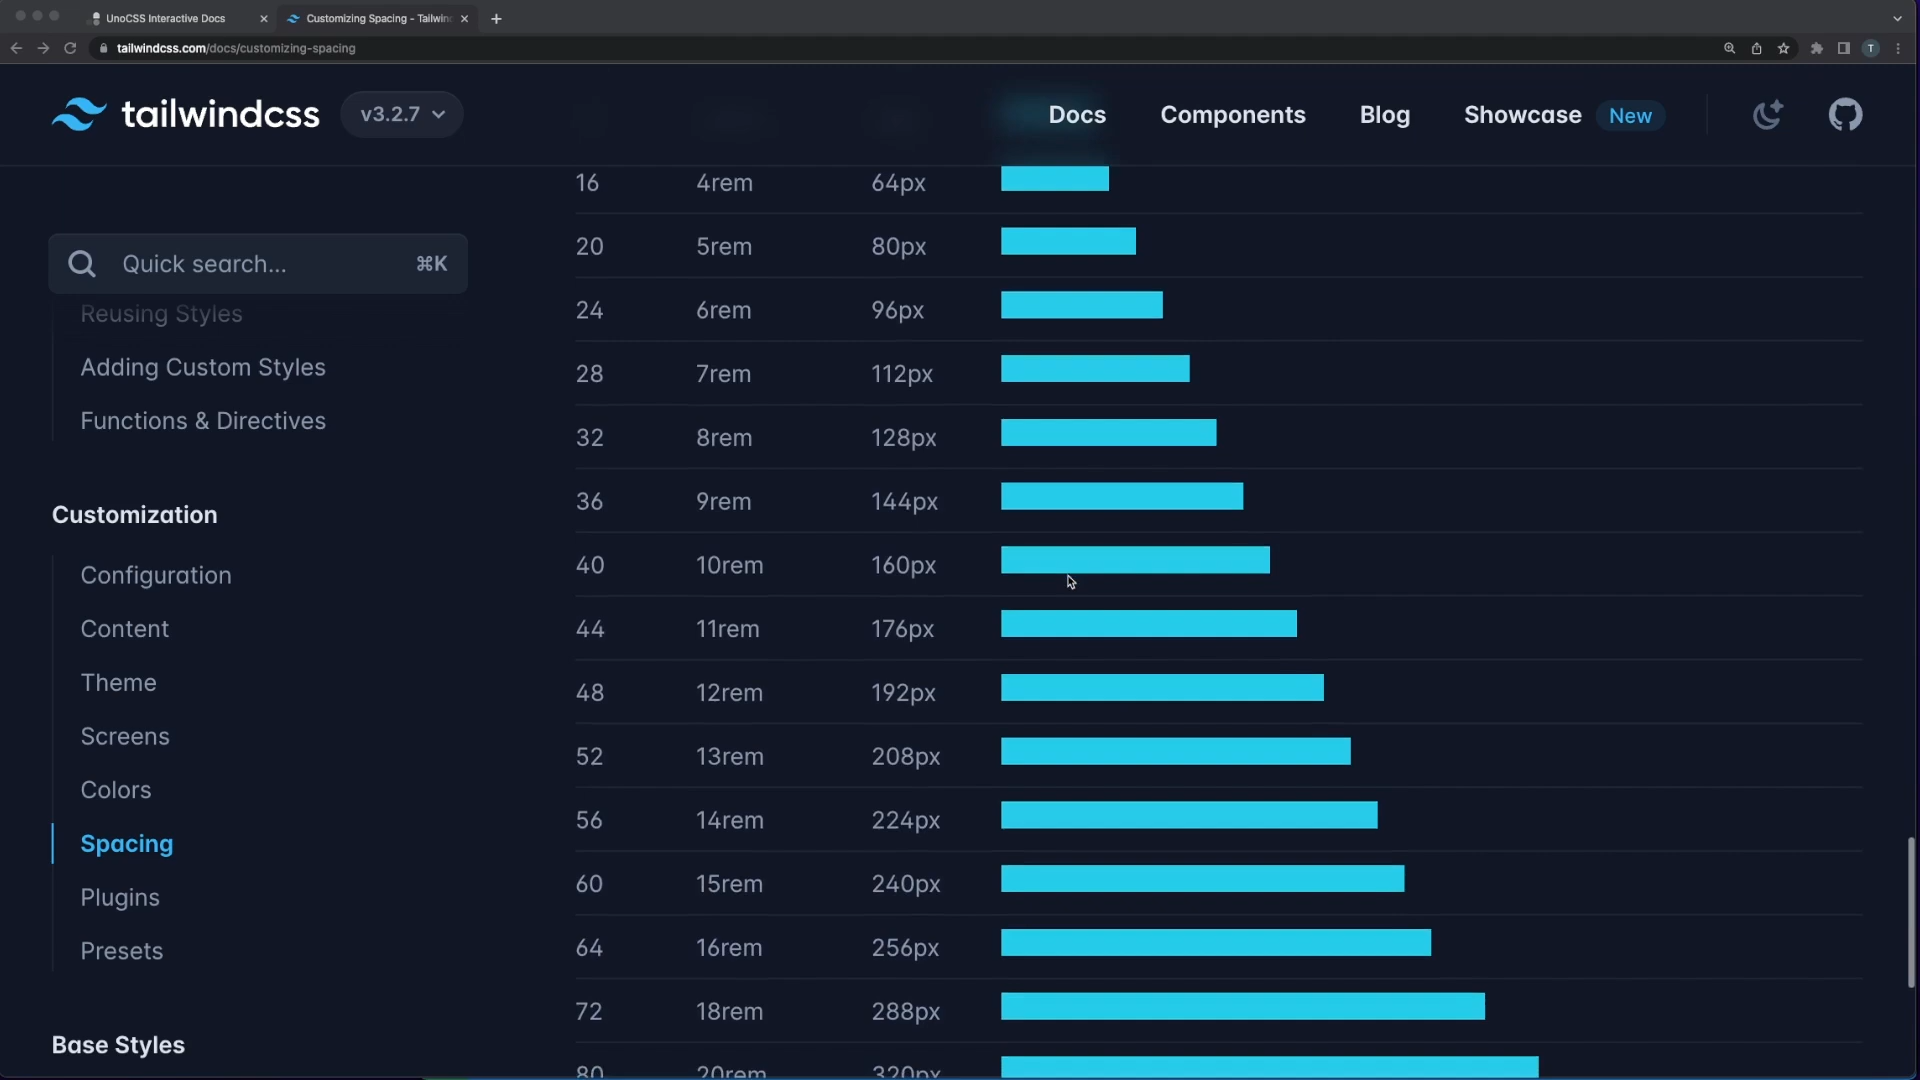 UnoCSS Interactive Docs
Customizing Spacing - Tailwin
tailwindcss.com/docs/customizing-spacing
T
tailwindcss v3.2.7 Docs Components Blog Showcase New
Quick search... ⌘K
Reusing Styles
Adding Custom Styles
Functions & Directives
Customization
Configuration
Content
Theme
Screens
Colors
Spacing
Plugins
Presets
Base Styles
16 4rem 64px
20 5rem 80px
24 6rem 96px
28 7rem 112px
32 8rem 128px
36 9rem 144px
40 10rem 160px
44 11rem 176px
48 12rem 192px
52 13rem 208px
56 14rem 224px
60 15rem 240px
64 16rem 256px
72 18rem 288px
80 20rem 320px